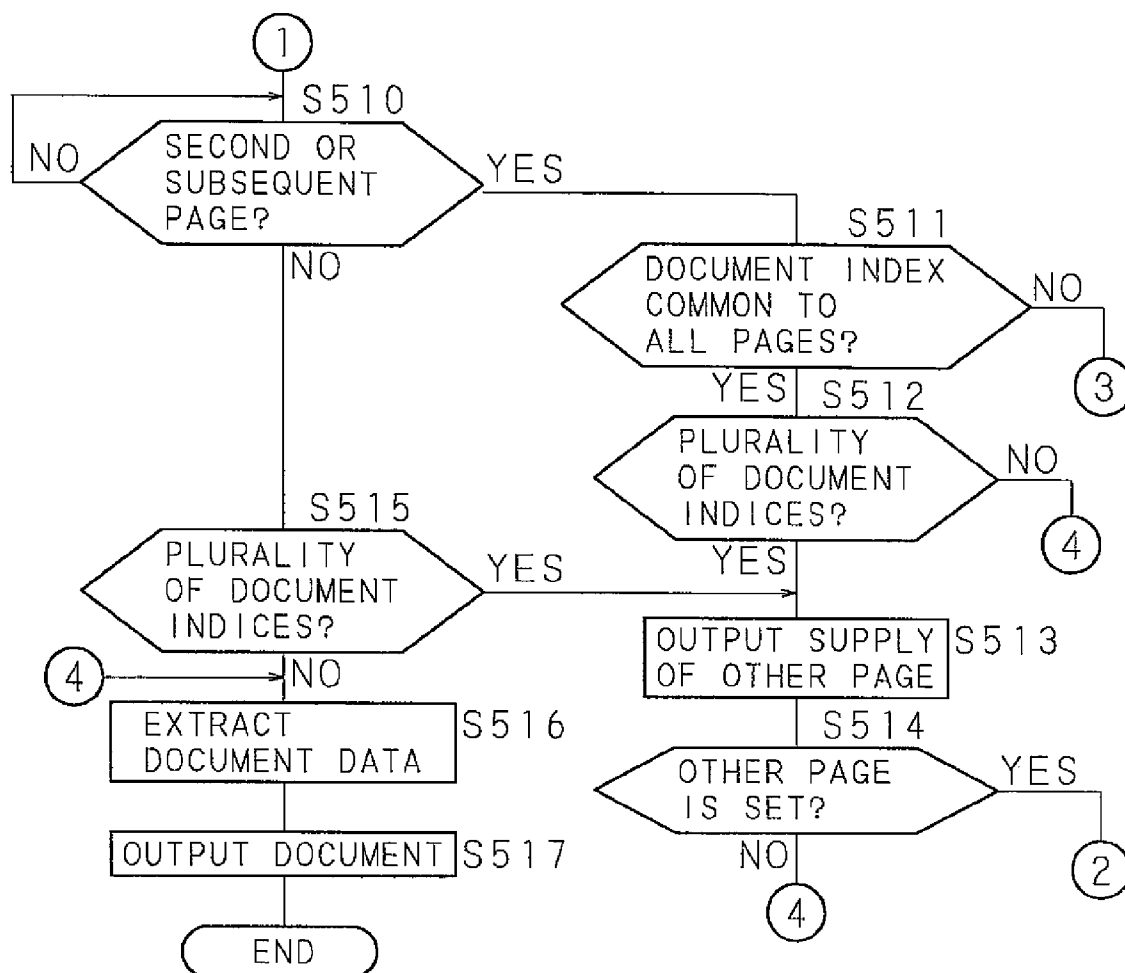 1
S510
SECOND OR
SUBSEQUENT
PAGE?
NO
YES
NO
S511
DOCUMENT INDEX
COMMON TO
ALL PAGES?
NO
3
YES
S512
PLURALITY
OF DOCUMENT
INDICES?
NO
4
YES
S515
PLURALITY
OF DOCUMENT
INDICES?
YES
NO
4
OUTPUT SUPPLY
OF OTHER PAGE
S513
S514
OTHER PAGE
IS SET?
YES
2
NO
4
EXTRACT
DOCUMENT DATA
S516
OUTPUT DOCUMENT
S517
END